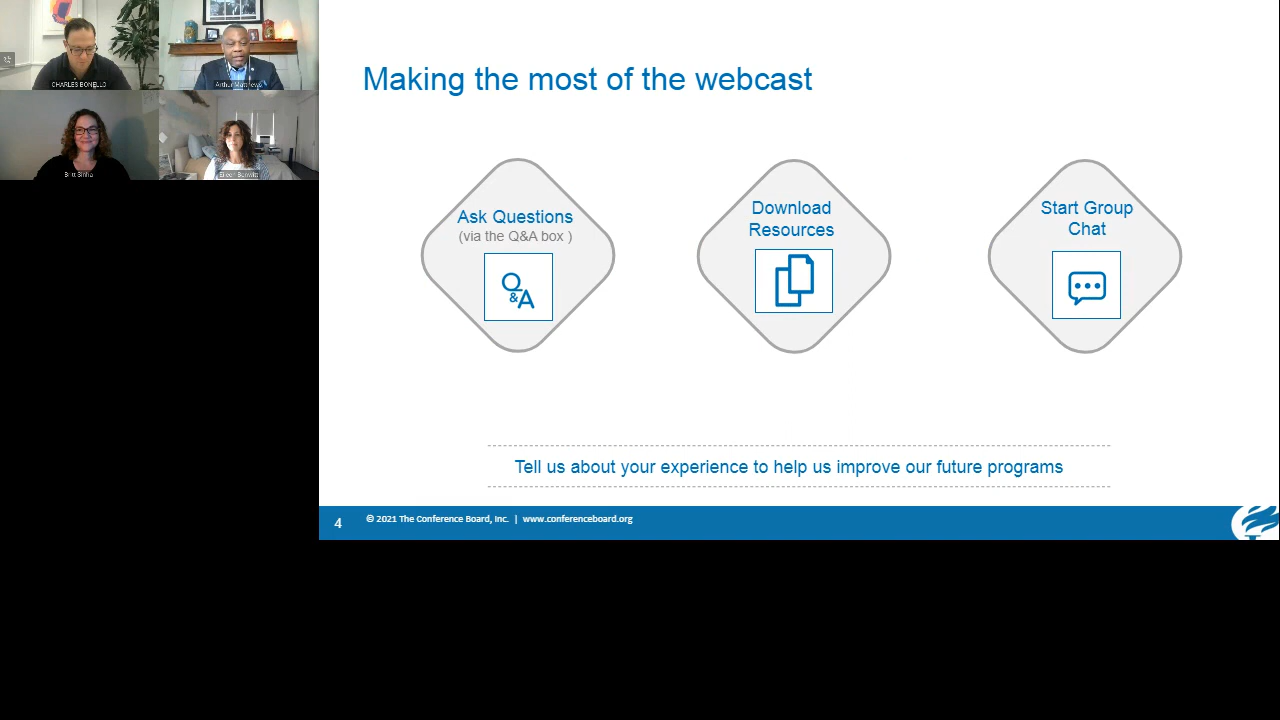 CHARLES BONELLO
Arthur Matthews
Making the most of the webcast
Ask Questions
(via the Q&A box )
Q
&A
Download
Resources
Start Group
Chat
Tell us about your experience to help us improve our future programs
4
© 2021 The Conference Board, Inc. | www.conferenceboard.org